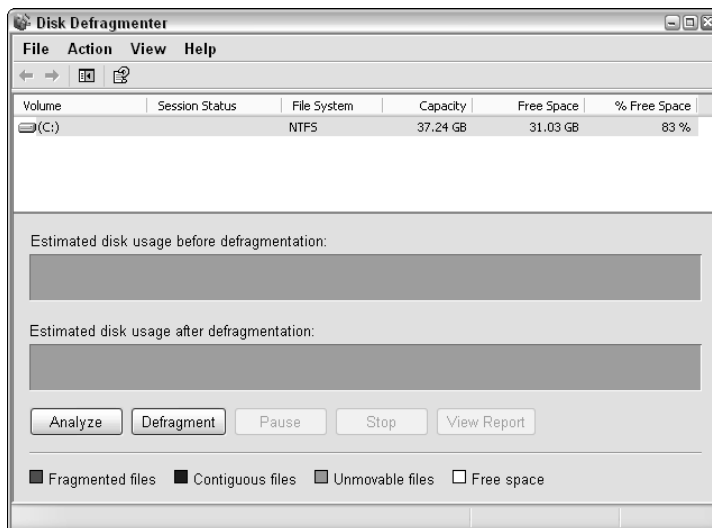 Disk Defragmenter
File Action View Help
Volume Session Status File System Capacity Free Space % Free Space
(C:) NTFS 37.24 GB 31.03 GB 83 %
Estimated disk usage before defragmentation:
Estimated disk usage after defragmentation:
Analyze Defragment Pause Stop View Report
Fragmented files Contiguous files Unmovable files Free space